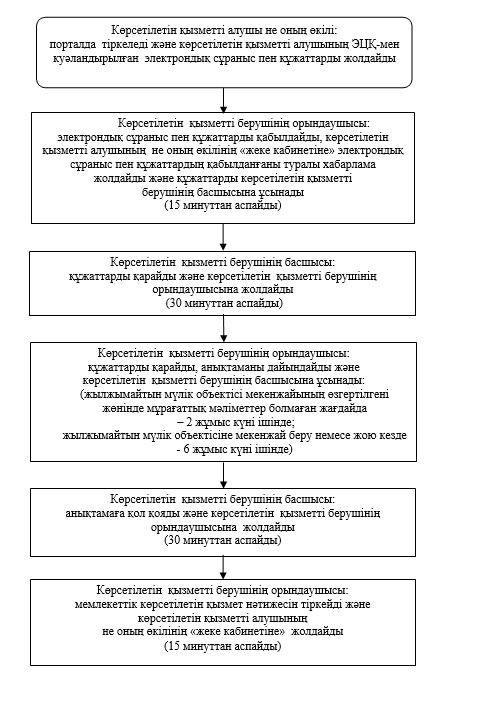 Көрсетілетін қызметті алушы не оның өкілі:
порталда тіркеледі және көрсетілетін қызметті алушының ЭЦҚ-мен
куәландырылған электрондық сұраныс пен құжаттарды жолдайды
Көрсетілетін қызметті берушінің орындаушысы:
электрондық сұраныс пен құжаттарды қабылдайды, көрсетілетін
қызметті алушының не оның өкілінің «жеке кабинетіне» электрондық
сұраныс пен құжаттардың қабылданғаны туралы хабарлама
жолдайды және құжаттарды көрсетілетін қызметті
берушінің басшысына ұсынады
(15 минуттан аспайды)
Көрсетілетін қызметті берушінің басшысы:
құжаттарды қарайды және көрсетілетін қызметті берушінің
орындаушысына жолдайды
(30 минуттан аспайды)
Көрсетілетін қызметті берушінің орындаушысы:
құжаттарды қарайды, анықтаманы дайындайды және
көрсетілетін қызметті берушінің басшысына ұсынады:
(жылжымайтын мүлік объектісі мекенжайының өзгертілгені
жөнінде мұрағаттық мәліметтер болмаған жағдайда
– 2 жұмыс күні ішінде;
жылжымайтын мүлік объектісіне мекенжай беру немесе жою кезде
- 6 жұмыс күні ішінде)
Көрсетілетін қызметті берушінің басшысы:
анықтамаға қол қояды және көрсетілетін қызметті берушінің
орындаушысына жолдайды
(30 минуттан аспайды)
Көрсетілетін қызметті берушінің орындаушысы:
мемлекеттік көрсетілетін қызмет нәтижесін тіркейді және
көрсетілетін қызметті алушының
не оның өкілінің «жеке кабинетіне» жолдайды
(15 минуттан аспайды)